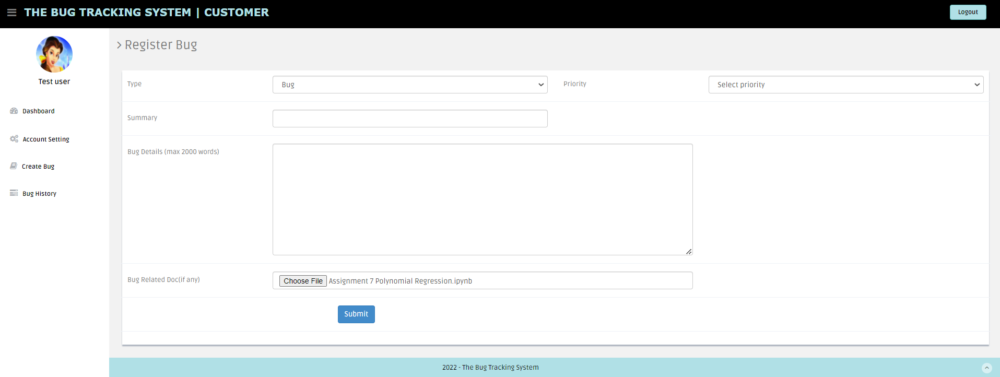 THE BUG TRACKING SYSTEM | CUSTOMER
Logout
Test user
Dashboard
Account Setting
Create Bug
Bug History
Register Bug
Type
Bug
Priority
Select priority
Summary
Bug Details (max 2000 words)
Bug Related Doc(if any)
Choose File Assignment 7 Polynomial Regression.ipynb
Submit
2022 - The Bug Tracking System